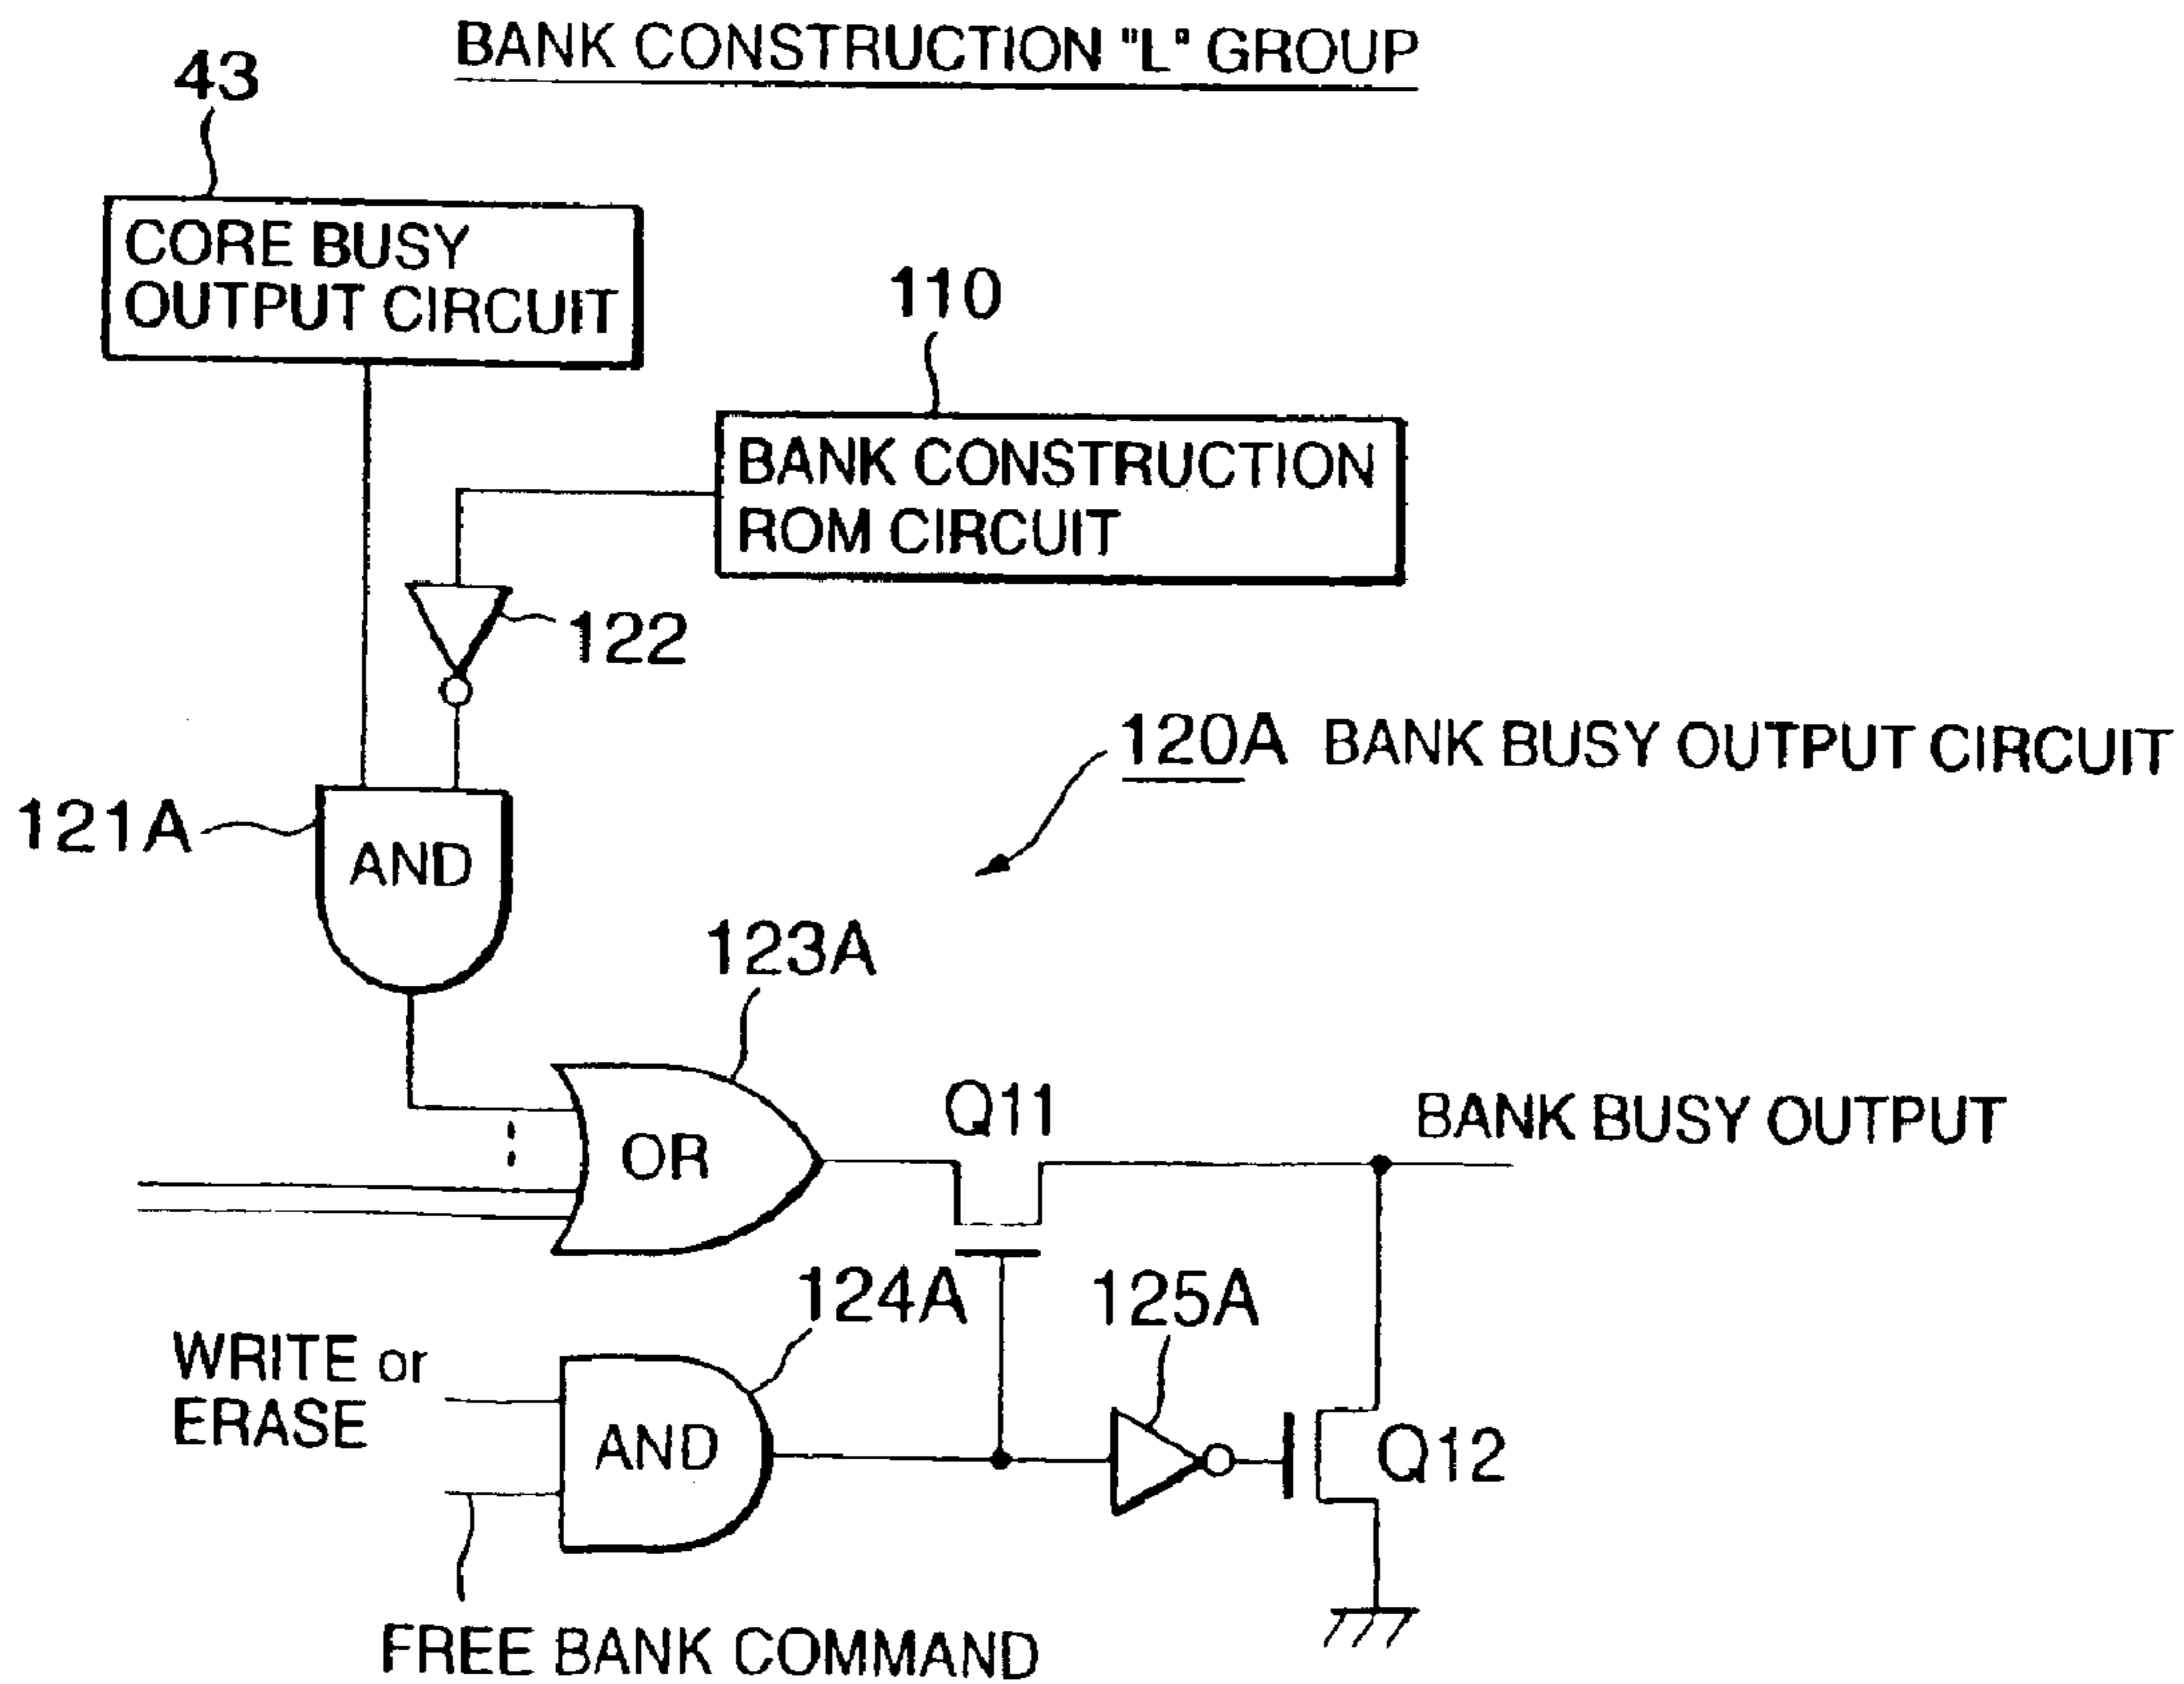 BANK CONSTRUCTION "L" GROUP
43
CORE BUSY
OUTPUT CIRCUIT
110
BANK CONSTRUCTION
ROM CIRCUIT
122
120A BANK BUSY OUTPUT CIRCUIT
121A
AND
123A
OR
Q11
BANK BUSY OUTPUT
124A
125A
WRITE or
ERASE
AND
Q12
FREE BANK COMMAND